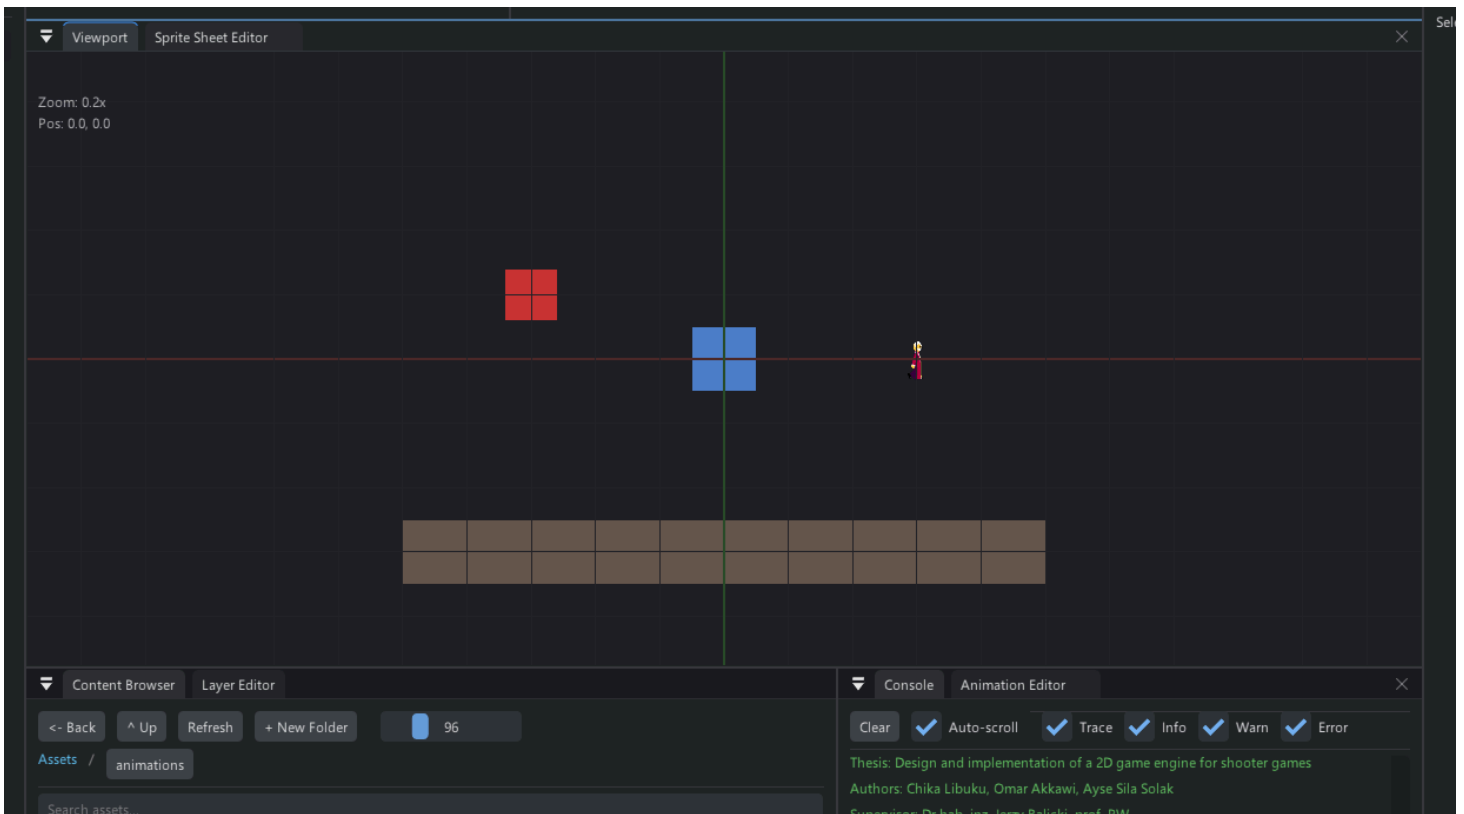 Viewport Sprite Sheet Editor
Zoom: 0.2x
Pos: 0.0, 0.0
Content Browser Layer Editor
<- Back ^ Up Refresh + New Folder 96
Assets / animations
Search assets
Console Animation Editor
Clear Auto-scroll Trace Info Warn Error
Thesis: Design and implementation of a 2D game engine for shooter games
Authors: Chika Libuku, Omar Akkawi, Ayse Sila Solak